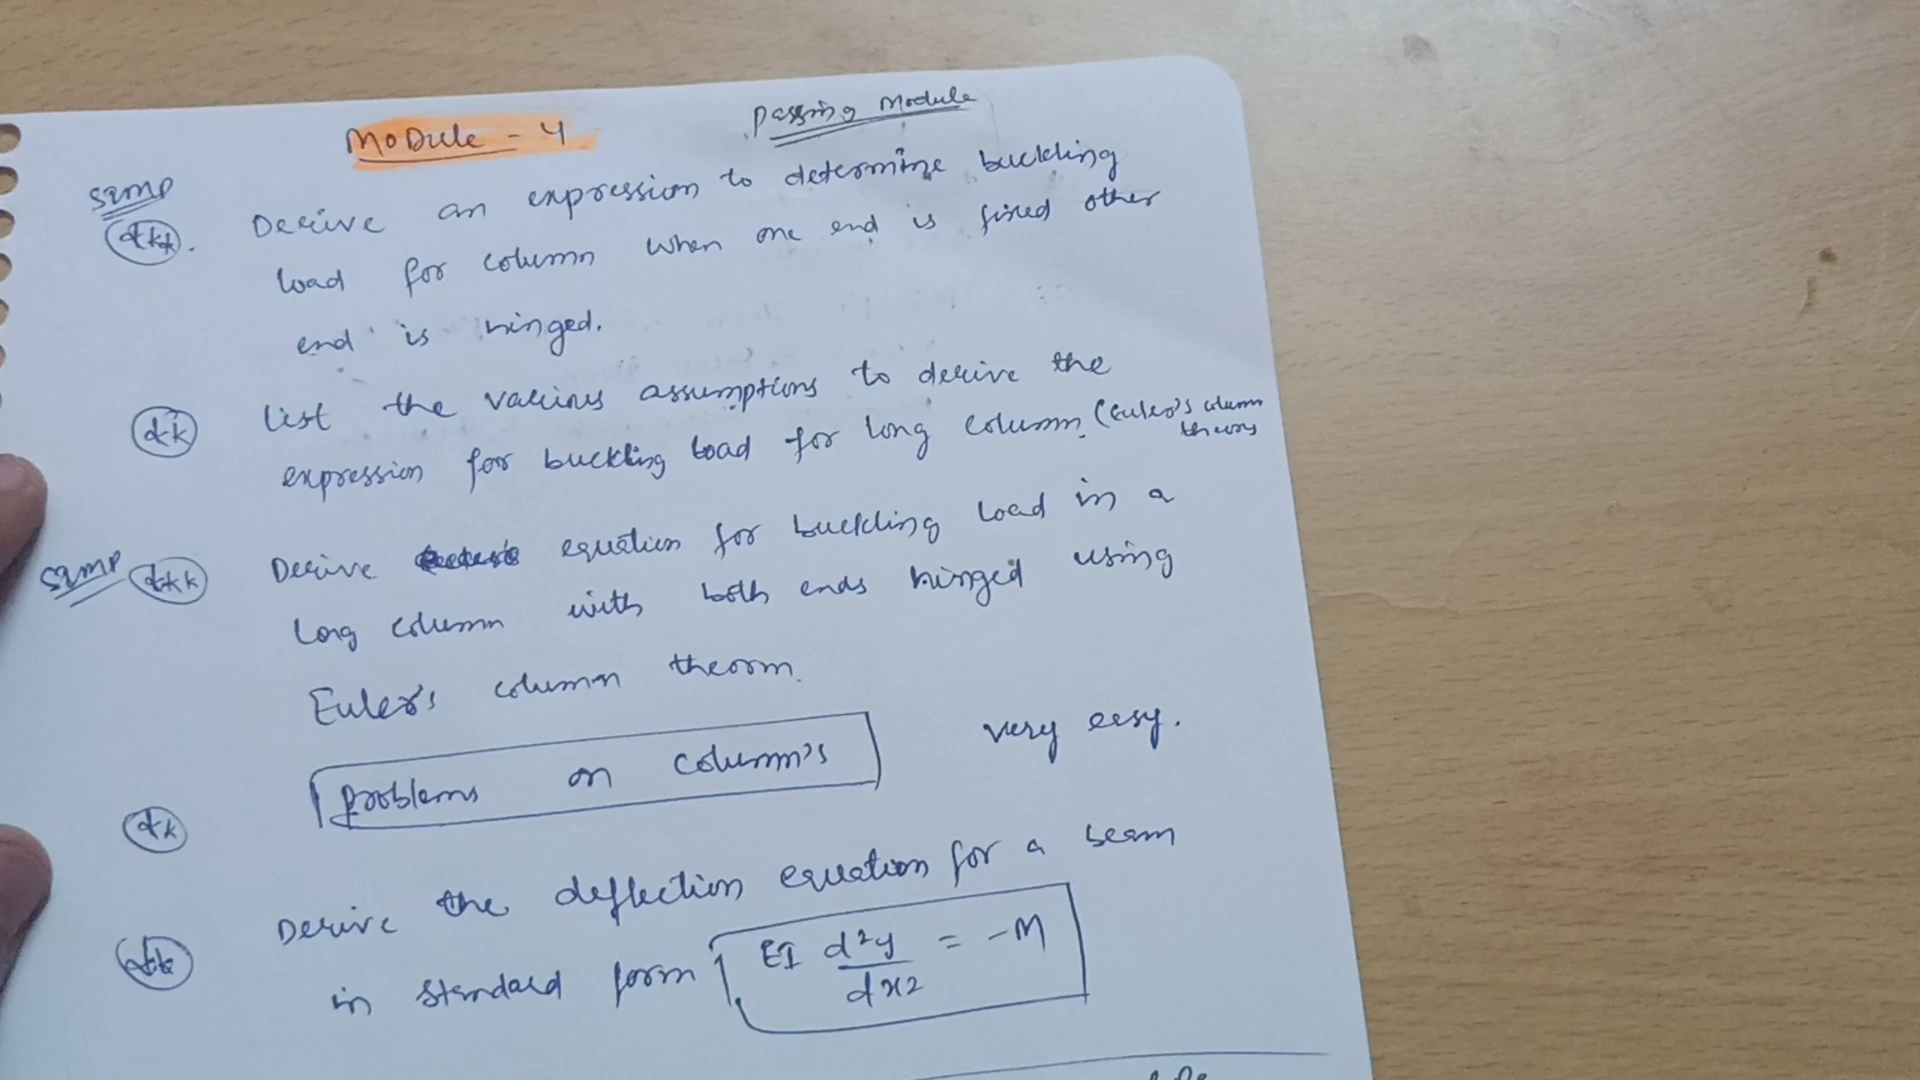 MODULE - 4
Passing Module
SIMP
Derive an expression to determine buckling
load for column when one end is fixed other
end is hinged.
List the various assumptions to derive the
expression for buckling load for long column (Euler's column
theory
SIMP
Derive equation for buckling load in a
long column with both ends hinged using
Euler's column theorm.
Problems on column's
very eesy.
Derive the deflection equation for a beam
in standard form EI d²y/dx2 = -M